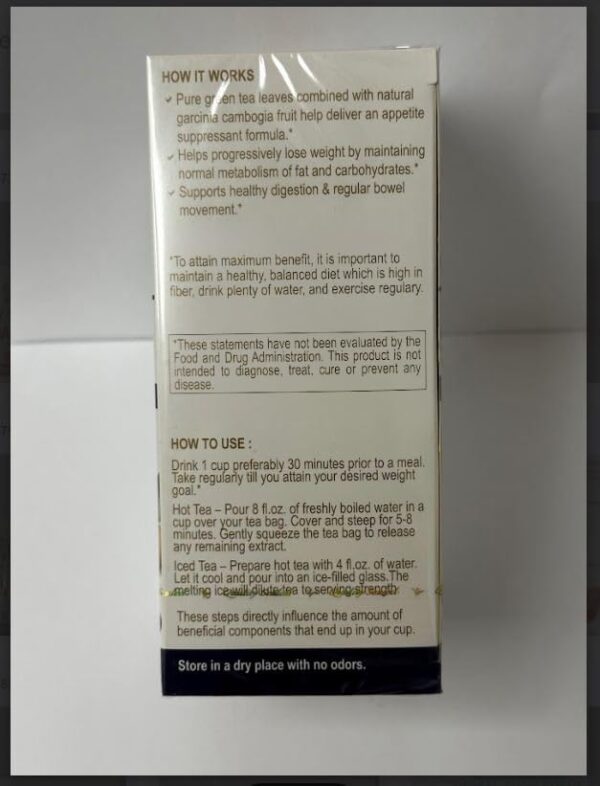 HOW IT WORKS
✓ Pure green tea leaves combined with natural
garcinia cambogia fruit help deliver an appetite
suppressant formula.*
✓ Helps progressively lose weight by maintaining
normal metabolism of fat and carbohydrates.*
✓ Supports healthy digestion & regular bowel
movement.*
*To attain maximum benefit, it is important to
maintain a healthy, balanced diet which is high in
fiber, drink plenty of water, and exercise regulary.
*These statements have not been evaluated by the
Food and Drug Administration. This product is not
intended to diagnose, treat, cure or prevent any
disease.
HOW TO USE :
Drink 1 cup preferably 30 minutes prior to a meal.
Take regularly till you attain your desired weight
goal.*
Hot Tea – Pour 8 fl.oz. of freshly boiled water in a
cup over your tea bag. Cover and steep for 5-8
minutes. Gently squeeze the tea bag to release
any remaining extract.
Iced Tea – Prepare hot tea with 4 fl.oz. of water.
Let it cool and pour into an ice-filled glass.The
melting ice will dilute tea to serving strength
These steps directly influence the amount of
beneficial components that end up in your cup.
Store in a dry place with no odors.